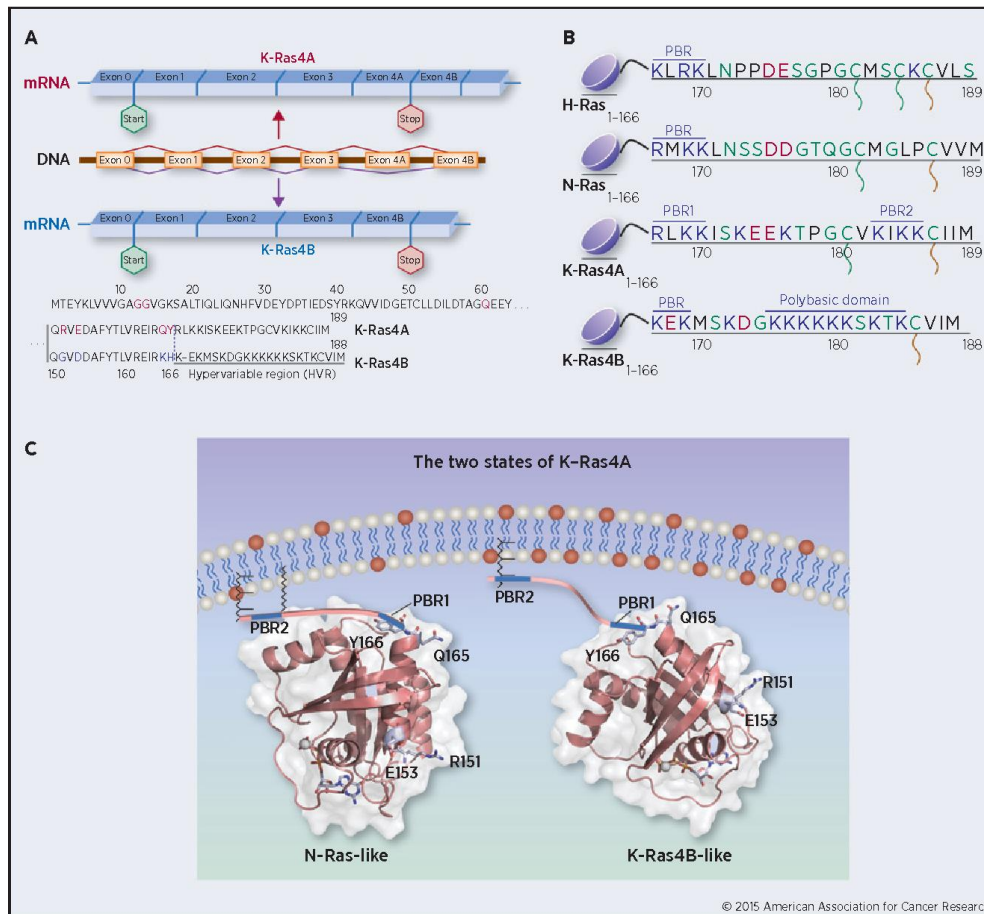 A
K-Ras4A
mRNA
Exon 0 Exon 1 Exon 2 Exon 3 Exon 4A Exon 4B
Start
Stop
DNA
Exon 0 Exon 1 Exon 2 Exon 3 Exon 4A Exon 4B
mRNA
Exon 0 Exon 1 Exon 2 Exon 3 Exon 4B
K-Ras4B
Start
Stop
10 20 30 40 50 60
MTEYKLVVVGAGGVGKSALTIQLIQNHFVDEYDPTIEDSYRKQVVIDGETCLLDILDTAGQEEY . . .
189
QRVEDAFYTLVREIRQYRLKKISKEEKTPGCVKIKKCIIM K-Ras4A
188
QGVDDAFYTLVREIRKHK-EKMSKDGKKKKKKSKTKCVIM K-Ras4B
150 160 166 Hypervariable region (HVR)
B
PBR
KLRKLNPPDESGPGCMSCKCVLS
170 180 189
H-Ras
1–166
PBR
RMKKLNSSDDGTQGCMGLPCVVM
170 180 189
N-Ras
1–166
PBR1 PBR2
RLKKISKEEKTPGCVKIKKCIIM
170 180 189
K-Ras4A
1–166
PBR Polybasic domain
KEKMSKDGKKKKKKSKTKCVIM
170 180 188
K-Ras4B
1–166
C
The two states of K–Ras4A
PBR2
PBR1
Y166
Q165
R151
E153
N-Ras-like
PBR2
PBR1
Q165
Y166
R151
E153
K-Ras4B-like
© 2015 American Association for Cancer Researc